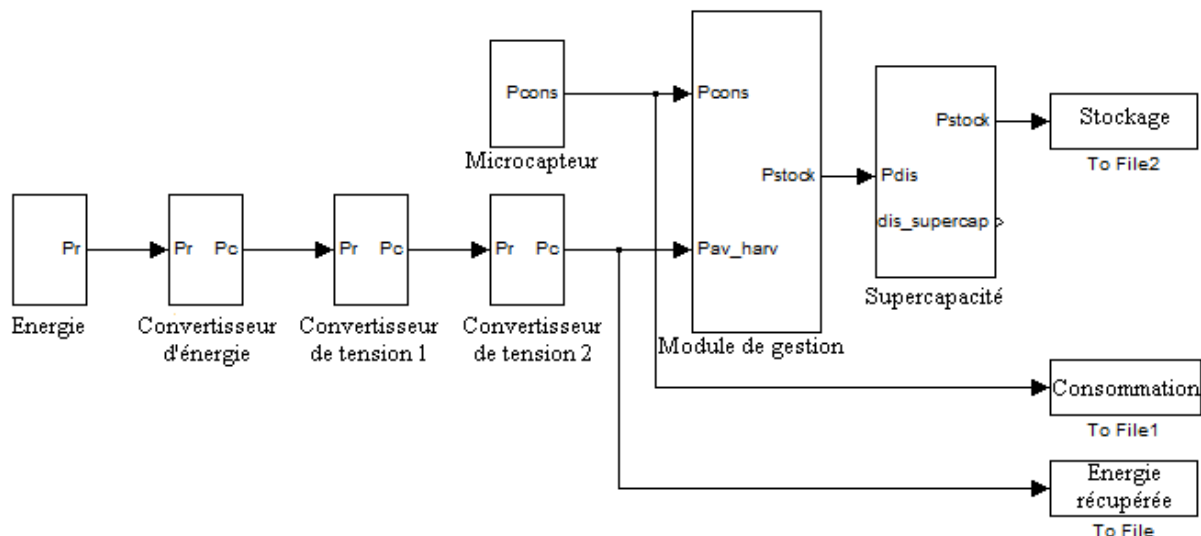 Pcons
Microcapteur
Pcons
Pstock
Pav_harv
Module de gestion
Pstock
Pdis
dis_supercap
Supercapacité
Stockage
To File2
Pr
Energie
Pr Pc
Convertisseur
d'énergie
Pr Pc
Convertisseur
de tension 1
Pr Pc
Convertisseur
de tension 2
Consommation
To File1
Energie
récupérée
To File